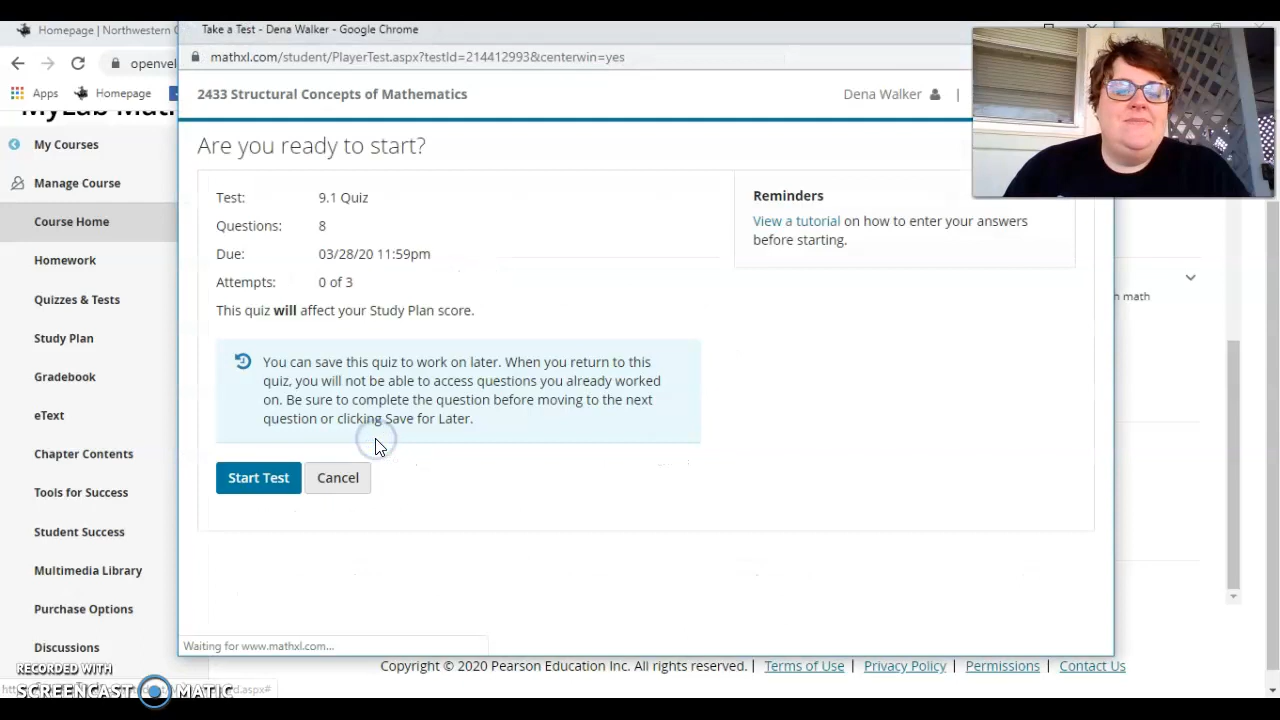 Homepage | Northwestern
Take a Test - Dena Walker - Google Chrome
openvel
mathxl.com/student/PlayerTest.aspx?testId=214412993&centerwin=yes
Apps
Homepage
2433 Structural Concepts of Mathematics
Dena Walker
|
MyLab Math
My Courses
Manage Course
Course Home
Homework
Quizzes & Tests
Study Plan
Gradebook
eText
Chapter Contents
Tools for Success
Student Success
Multimedia Library
Purchase Options
Discussions
Are you ready to start?
Test: 9.1 Quiz
Questions: 8
Due: 03/28/20 11:59pm
Attempts: 0 of 3
This quiz will affect your Study Plan score.
You can save this quiz to work on later. When you return to this
quiz, you will not be able to access questions you already worked
on. Be sure to complete the question before moving to the next
question or clicking Save for Later.
Start Test
Cancel
Reminders
View a tutorial on how to enter your answers
before starting.
math
Waiting for www.mathxl.com...
Copyright © 2020 Pearson Education Inc. All rights reserved. | Terms of Use | Privacy Policy | Permissions | Contact Us
RECORDED WITH
SCREENCAST MATIC